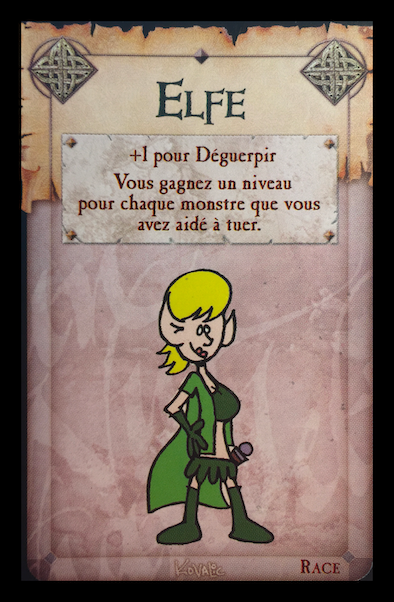 Elfe
+1 pour Déguerpir
Vous gagnez un niveau
pour chaque monstre que vous
avez aidé à tuer.
Kovalic
Race